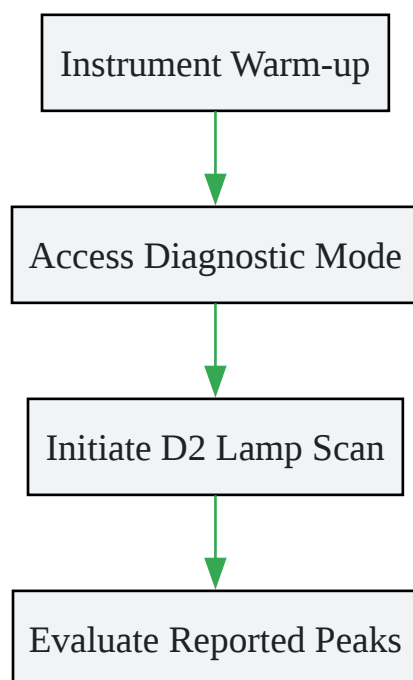 Instrument Warm-up
Access Diagnostic Mode
Initiate D2 Lamp Scan
Evaluate Reported Peaks